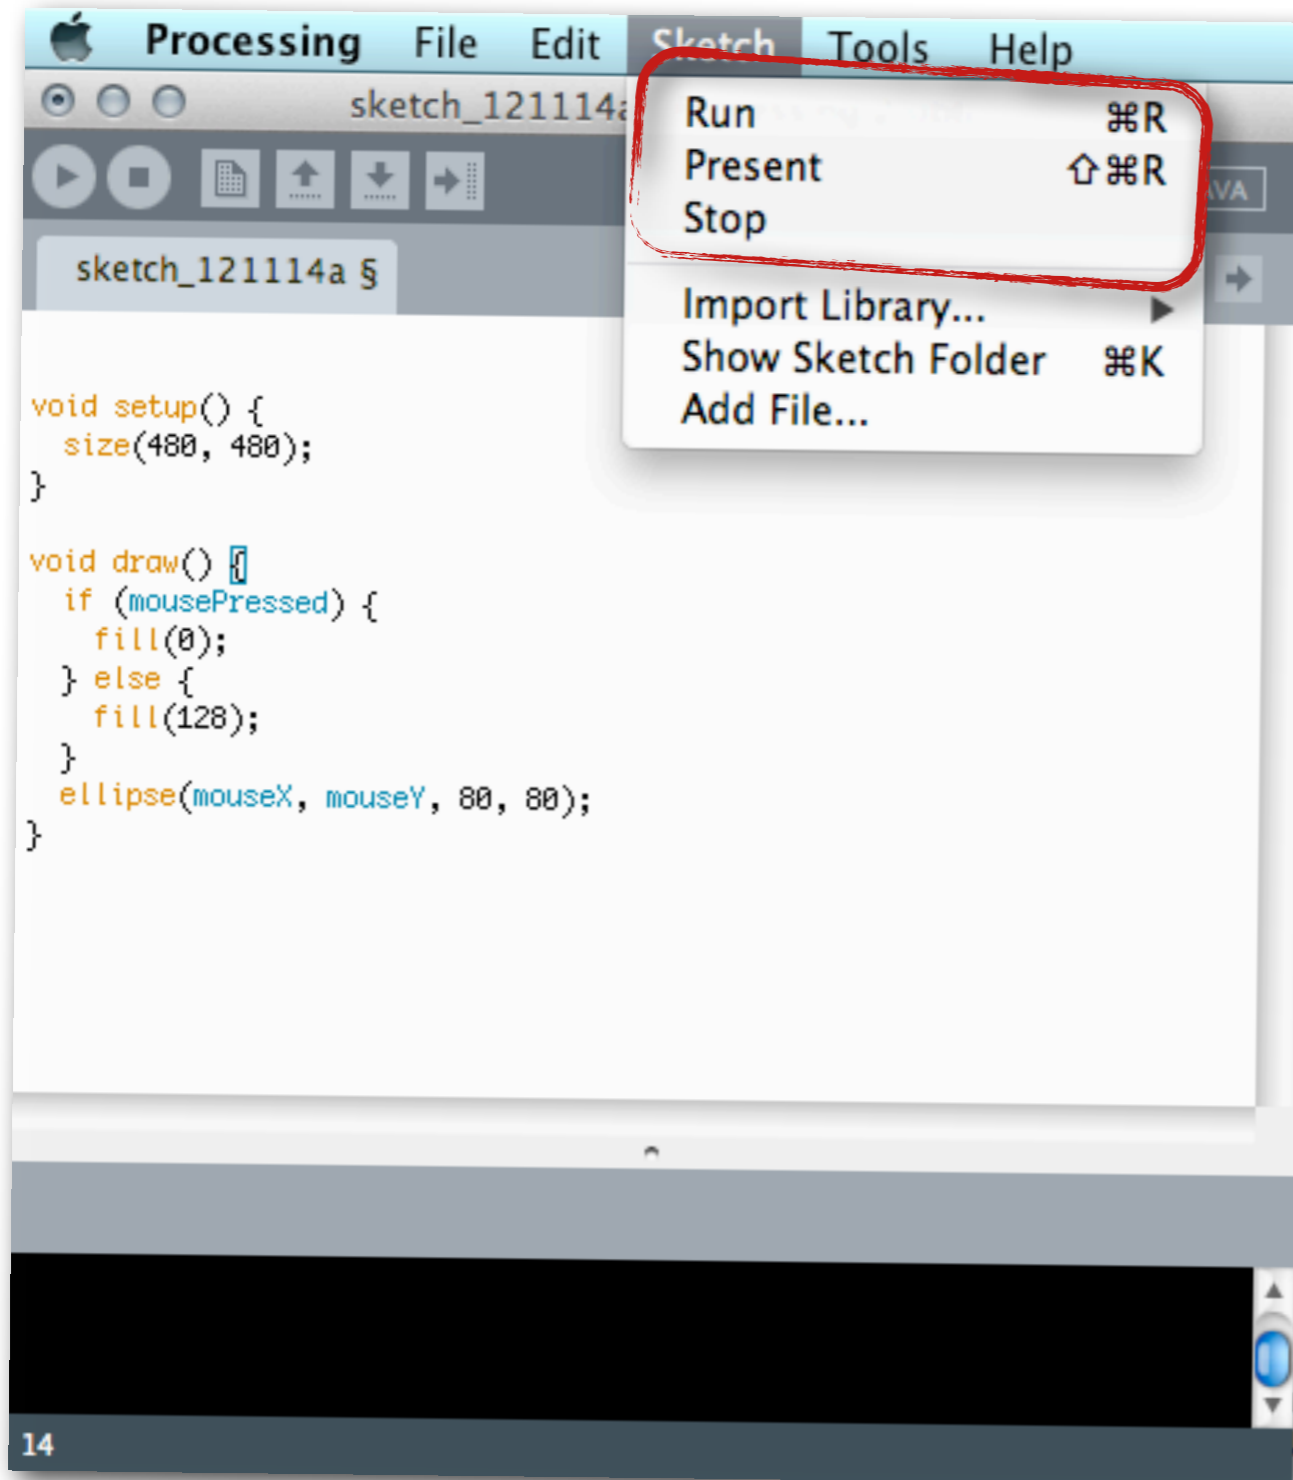 Processing File Edit Sketch Tools Help
sketch_121114a
Run ⌘R
Present ⇧⌘R
Stop
Import Library...
Show Sketch Folder ⌘K
Add File...
sketch_121114a §
void setup() {
  size(480, 480);
}
void draw() {
  if (mousePressed) {
    fill(0);
  } else {
    fill(128);
  }
  ellipse(mouseX, mouseY, 80, 80);
}
14